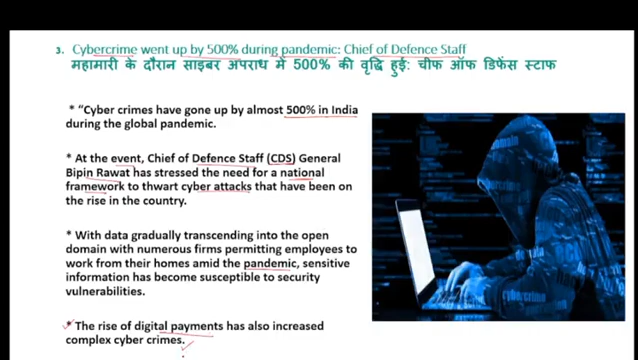 3. Cybercrime went up by 500% during pandemic: Chief of Defence Staff
महामारी के दौरान साइबर अपराध में 500% की वृद्धि हुई: चीफ ऑफ डिफेंस स्टाफ
* "Cyber crimes have gone up by almost 500% in India
during the global pandemic.
* At the event, Chief of Defence Staff (CDS) General
Bipin Rawat has stressed the need for a national
framework to thwart cyber attacks that have been on
the rise in the country.
* With data gradually transcending into the open
domain with numerous firms permitting employees to
work from their homes amid the pandemic, sensitive
information has become susceptible to security
vulnerabilities.
* The rise of digital payments has also increased
complex cyber crimes.
domain
cybercrime